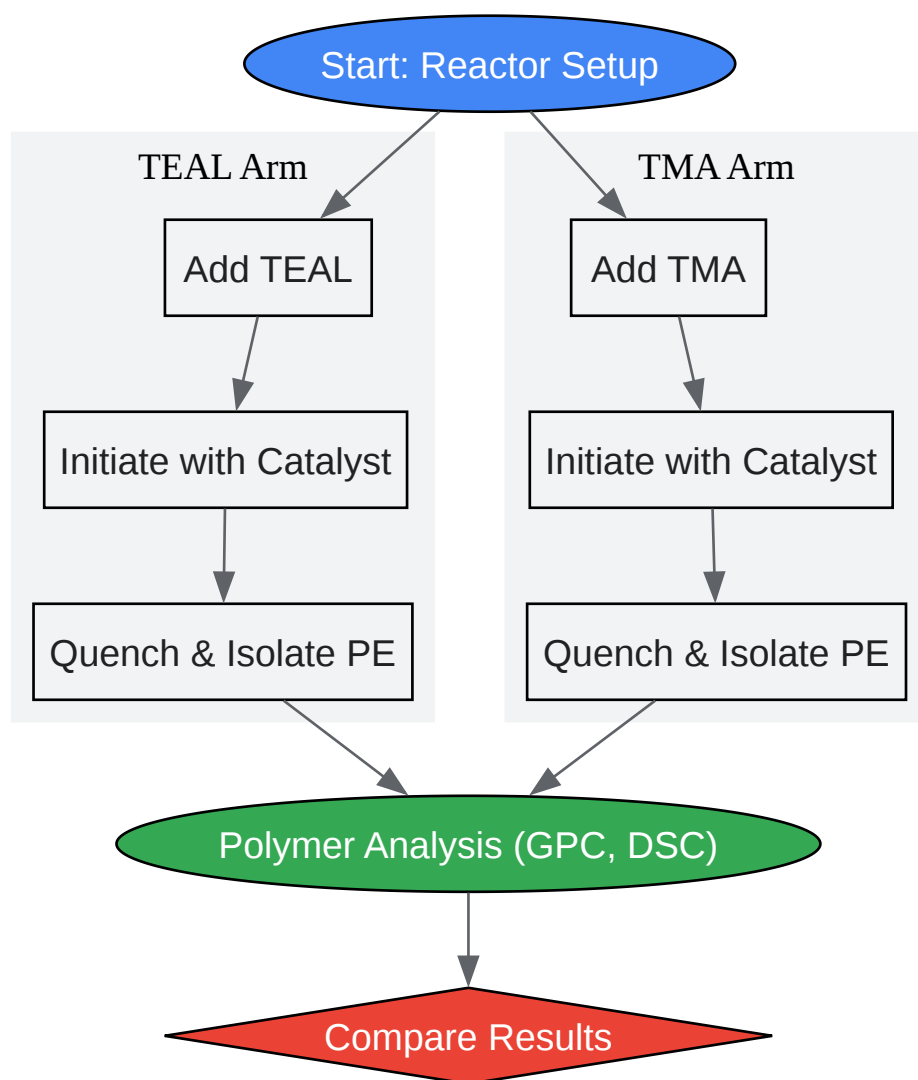 Start: Reactor Setup
TEAL Arm
Add TEAL
Initiate with Catalyst
Quench & Isolate PE
TMA Arm
Add TMA
Initiate with Catalyst
Quench & Isolate PE
Polymer Analysis (GPC, DSC)
Compare Results